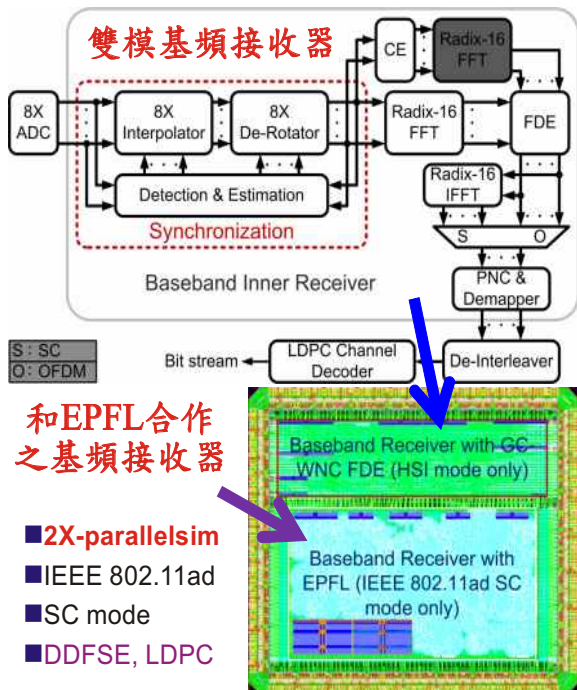 雙模基頻接收器
CE
Radix-16
FFT
8X
ADC
8X
Interpolator
8X
De-Rotator
Radix-16
FFT
FDE
Detection & Estimation
Radix-16
IFFT
Synchronization
S
O
Baseband Inner Receiver
PNC &
Demapper
S : SC
O : OFDM
Bit stream
LDPC Channel
Decoder
De-Interleaver
和EPFL合作
之基頻接收器
Baseband Receiver with GC-
WNC FDE (HSI mode only)
■2X-parallelsim
■IEEE 802.11ad
■SC mode
■DDFSE, LDPC
Baseband Receiver with
EPFL (IEEE 802.11ad SC
mode only)